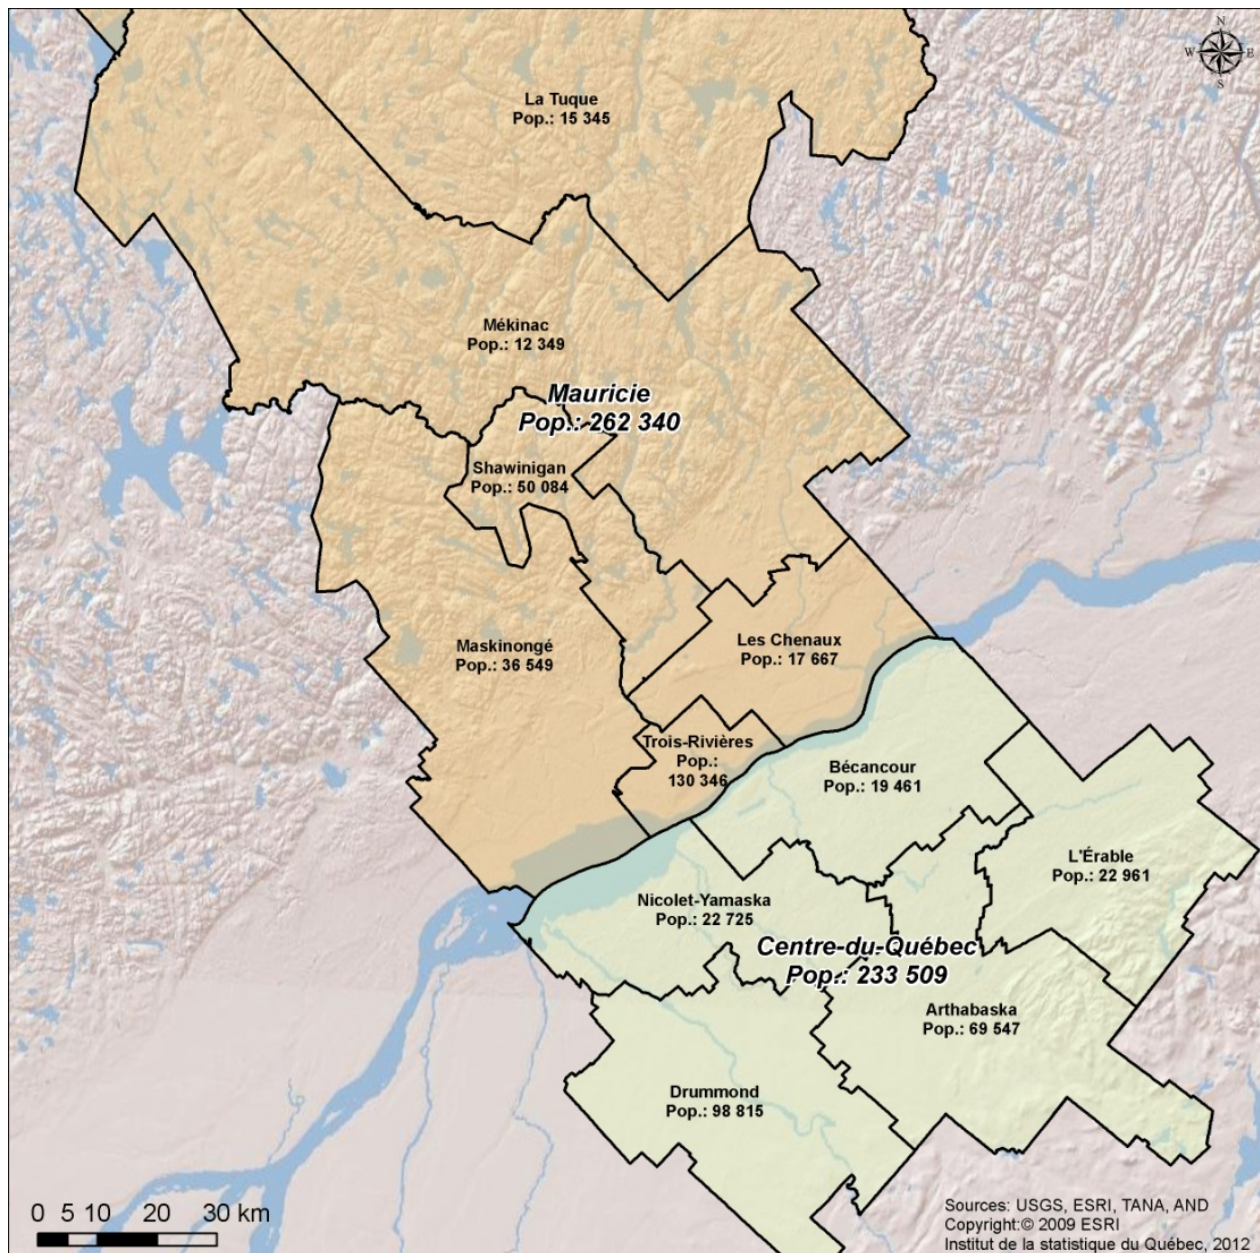 N
W E
S
La Tuque
Pop.: 15 345
Mékinac
Pop.: 12 349
Mauricie
Pop.: 262 340
Shawinigan
Pop.: 50 084
Maskinongé
Pop.: 36 549
Les Chenaux
Pop.: 17 667
Trois-Rivières
Pop.:
130 346
Bécancour
Pop.: 19 461
L'Érable
Pop.: 22 961
Nicolet-Yamaska
Pop.: 22 725
Centre-du-Québec
Pop.: 233 509
Arthabaska
Pop.: 69 547
Drummond
Pop.: 98 815
0 5 10 20 30 km
Sources: USGS, ESRI, TANA, AND
Copyright:© 2009 ESRI
Institut de la statistique du Québec, 2012